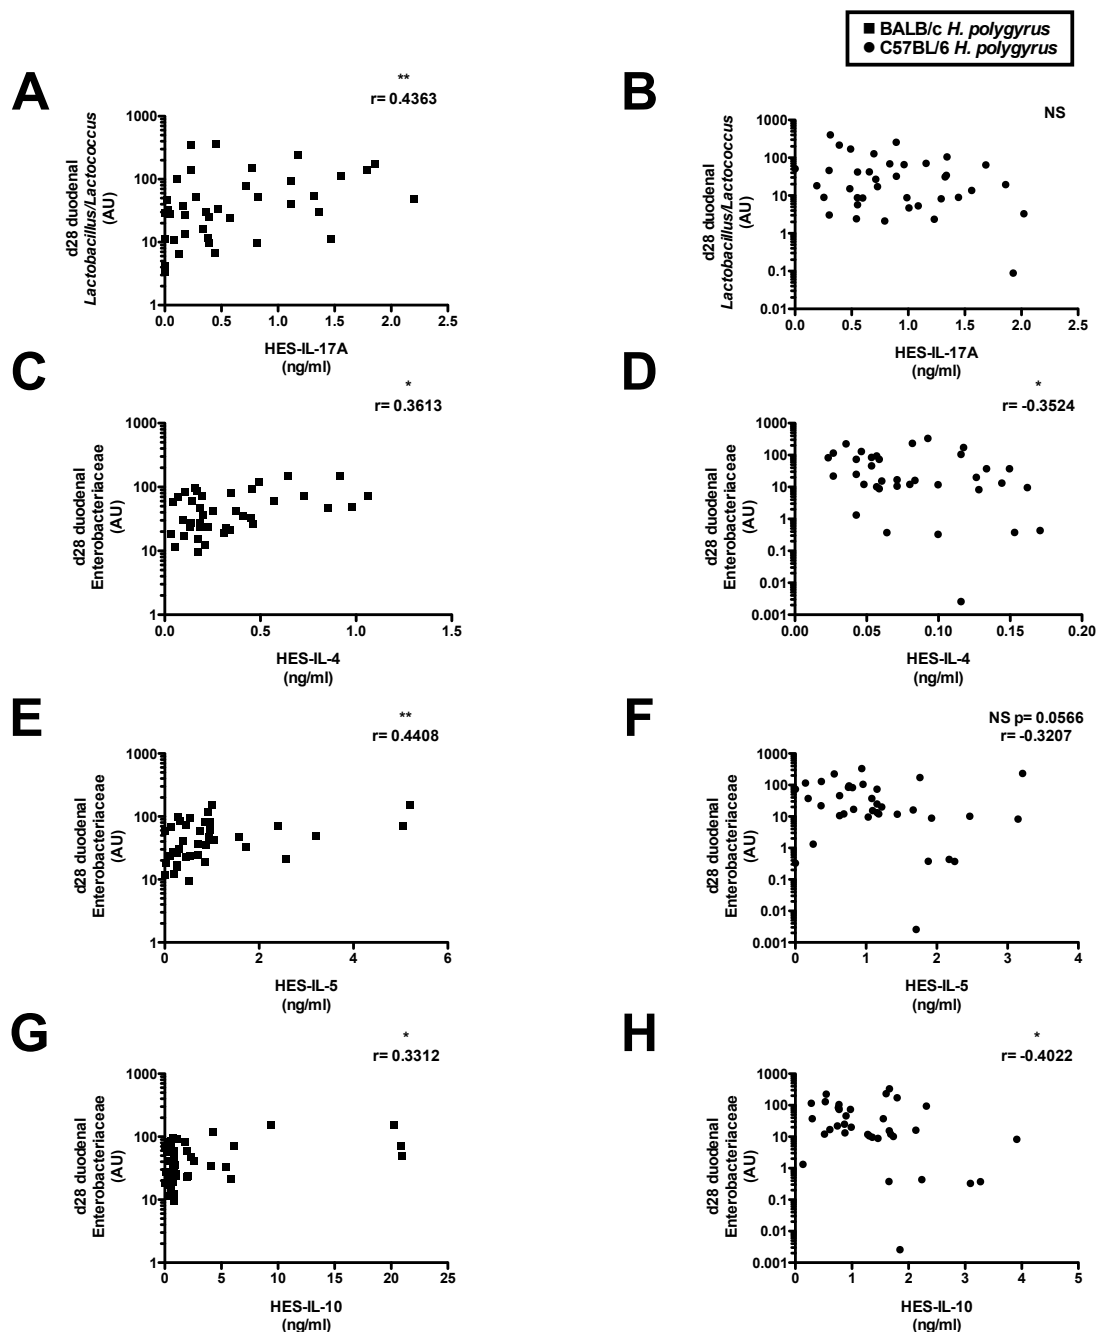 BALB/c H. polygyrus
C57BL/6 H. polygyrus
A
**
r= 0.4363
d28 duodenal
Lactobacillus/Lactococcus
(AU)
1000
100
10
1
0.0 0.5 1.0 1.5 2.0 2.5
HES-IL-17A
(ng/ml)
B
NS
d28 duodenal
Lactobacillus/Lactococcus
(AU)
1000
100
10
1
0.1
0.01
0.0 0.5 1.0 1.5 2.0 2.5
HES-IL-17A
(ng/ml)
C
*
r= 0.3613
d28 duodenal
Enterobacteriaceae
(AU)
1000
100
10
1
0.0 0.5 1.0 1.5
HES-IL-4
(ng/ml)
D
*
r= -0.3524
d28 duodenal
Enterobacteriaceae
(AU)
1000
100
10
1
0.1
0.01
0.001
0.00 0.05 0.10 0.15 0.20
HES-IL-4
(ng/ml)
E
**
r= 0.4408
d28 duodenal
Enterobacteriaceae
(AU)
1000
100
10
1
0 2 4 6
HES-IL-5
(ng/ml)
F
NS p= 0.0566
r= -0.3207
d28 duodenal
Enterobacteriaceae
(AU)
1000
100
10
1
0.1
0.01
0.001
0 1 2 3 4
HES-IL-5
(ng/ml)
G
*
r= 0.3312
d28 duodenal
Enterobacteriaceae
(AU)
1000
100
10
1
0 5 10 15 20 25
HES-IL-10
(ng/ml)
H
*
r= -0.4022
d28 duodenal
Enterobacteriaceae
(AU)
1000
100
10
1
0.1
0.01
0.001
0 1 2 3 4 5
HES-IL-10
(ng/ml)